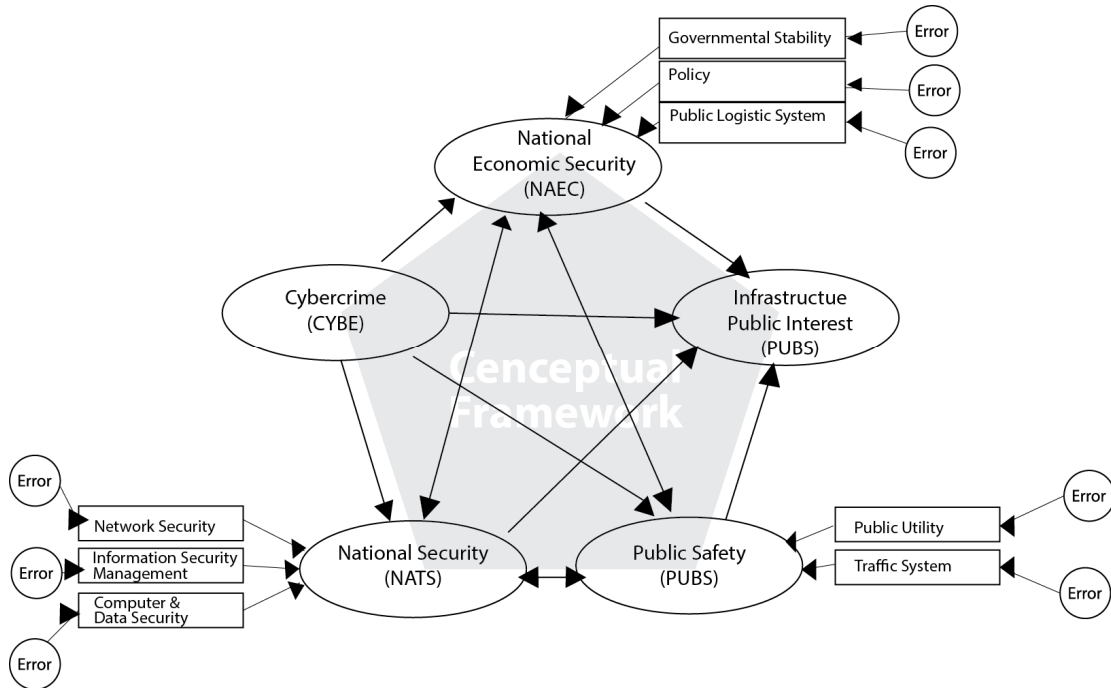 Governmental Stability
Error
Policy
Error
Public Logistic System
Error
National
Economic Security
(NAEC)
Cybercrime
(CYBE)
Infrastructue
Public Interest
(PUBS)
Cenceptual
Framework
Error
Network Security
Error
Information Security
Management
Computer &
Data Security
Error
National Security
(NATS)
Public Safety
(PUBS)
Public Utility
Error
Traffic System
Error